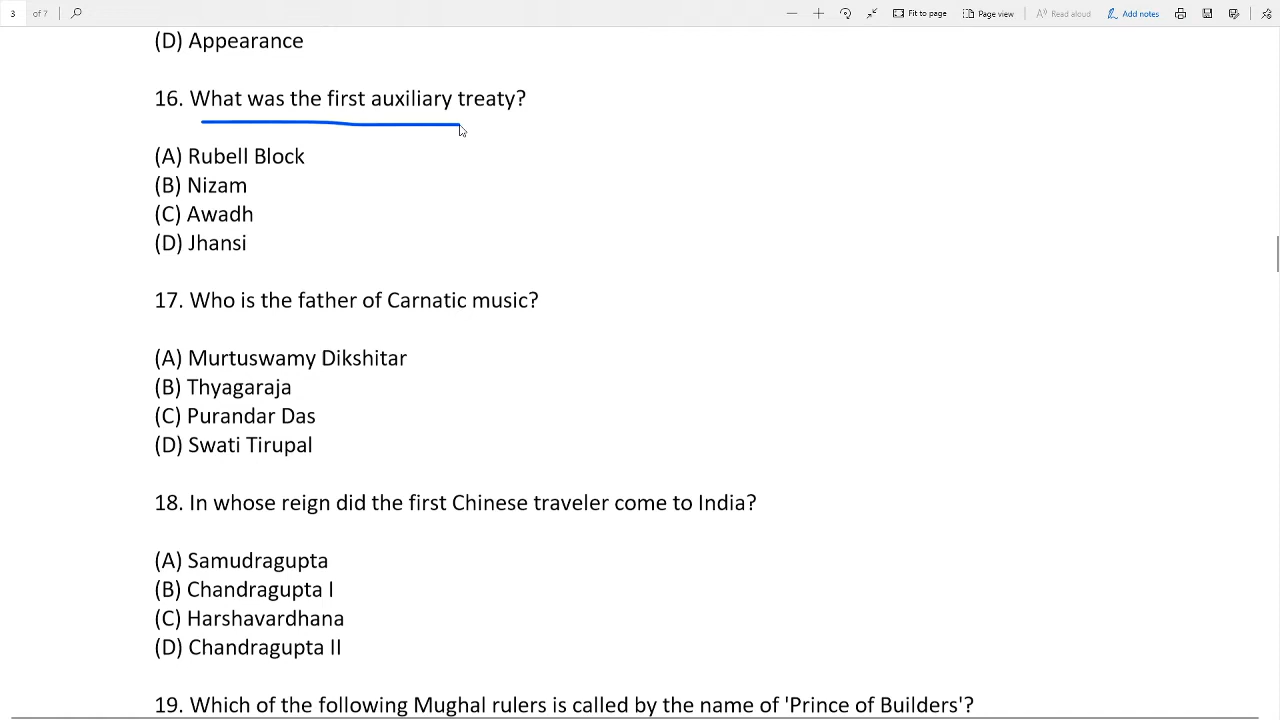 3 of 7 Fit to page Page view Read aloud Add notes
(D) Appearance
16. What was the first auxiliary treaty?
(A) Rubell Block
(B) Nizam
(C) Awadh
(D) Jhansi
17. Who is the father of Carnatic music?
(A) Murtuswamy Dikshitar
(B) Thyagaraja
(C) Purandar Das
(D) Swati Tirupal
18. In whose reign did the first Chinese traveler come to India?
(A) Samudragupta
(B) Chandragupta I
(C) Harshavardhana
(D) Chandragupta II
19. Which of the following Mughal rulers is called by the name of 'Prince of Builders'?